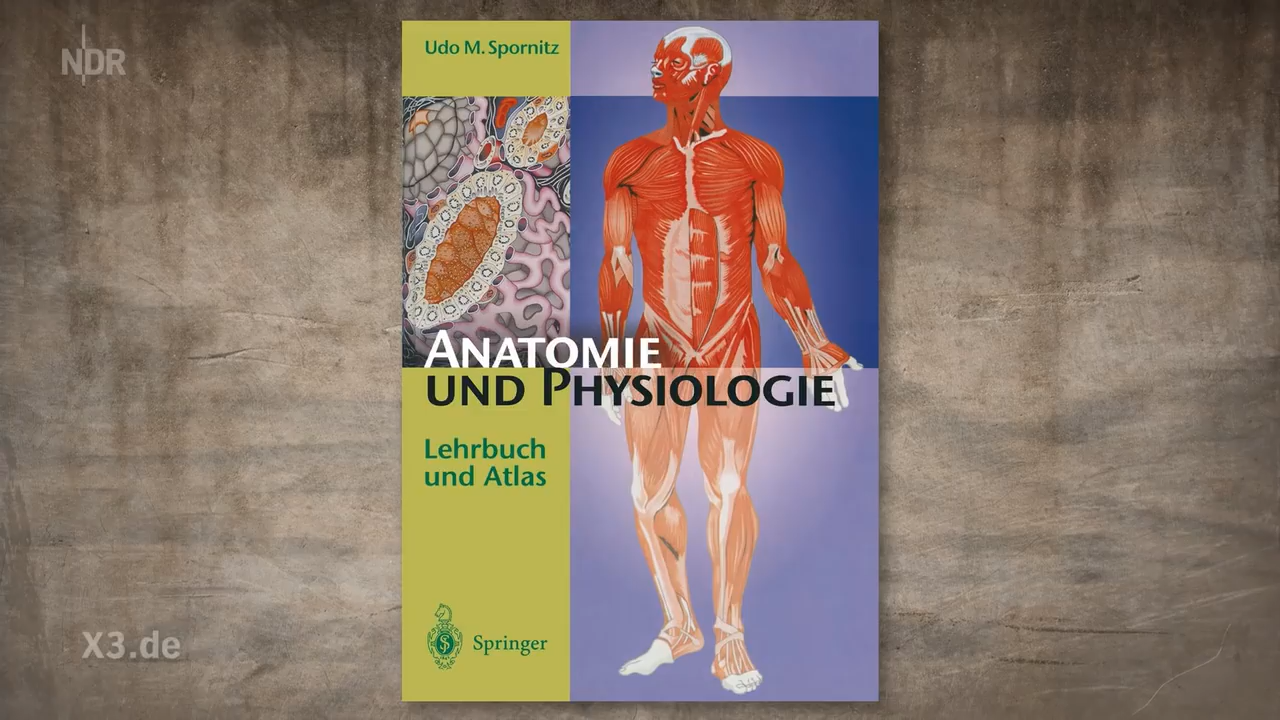 NDR
Udo M. Spornitz
ANATOMIE
UND PHYSIOLOGIE
Lehrbuch
und Atlas
Springer
X3.de